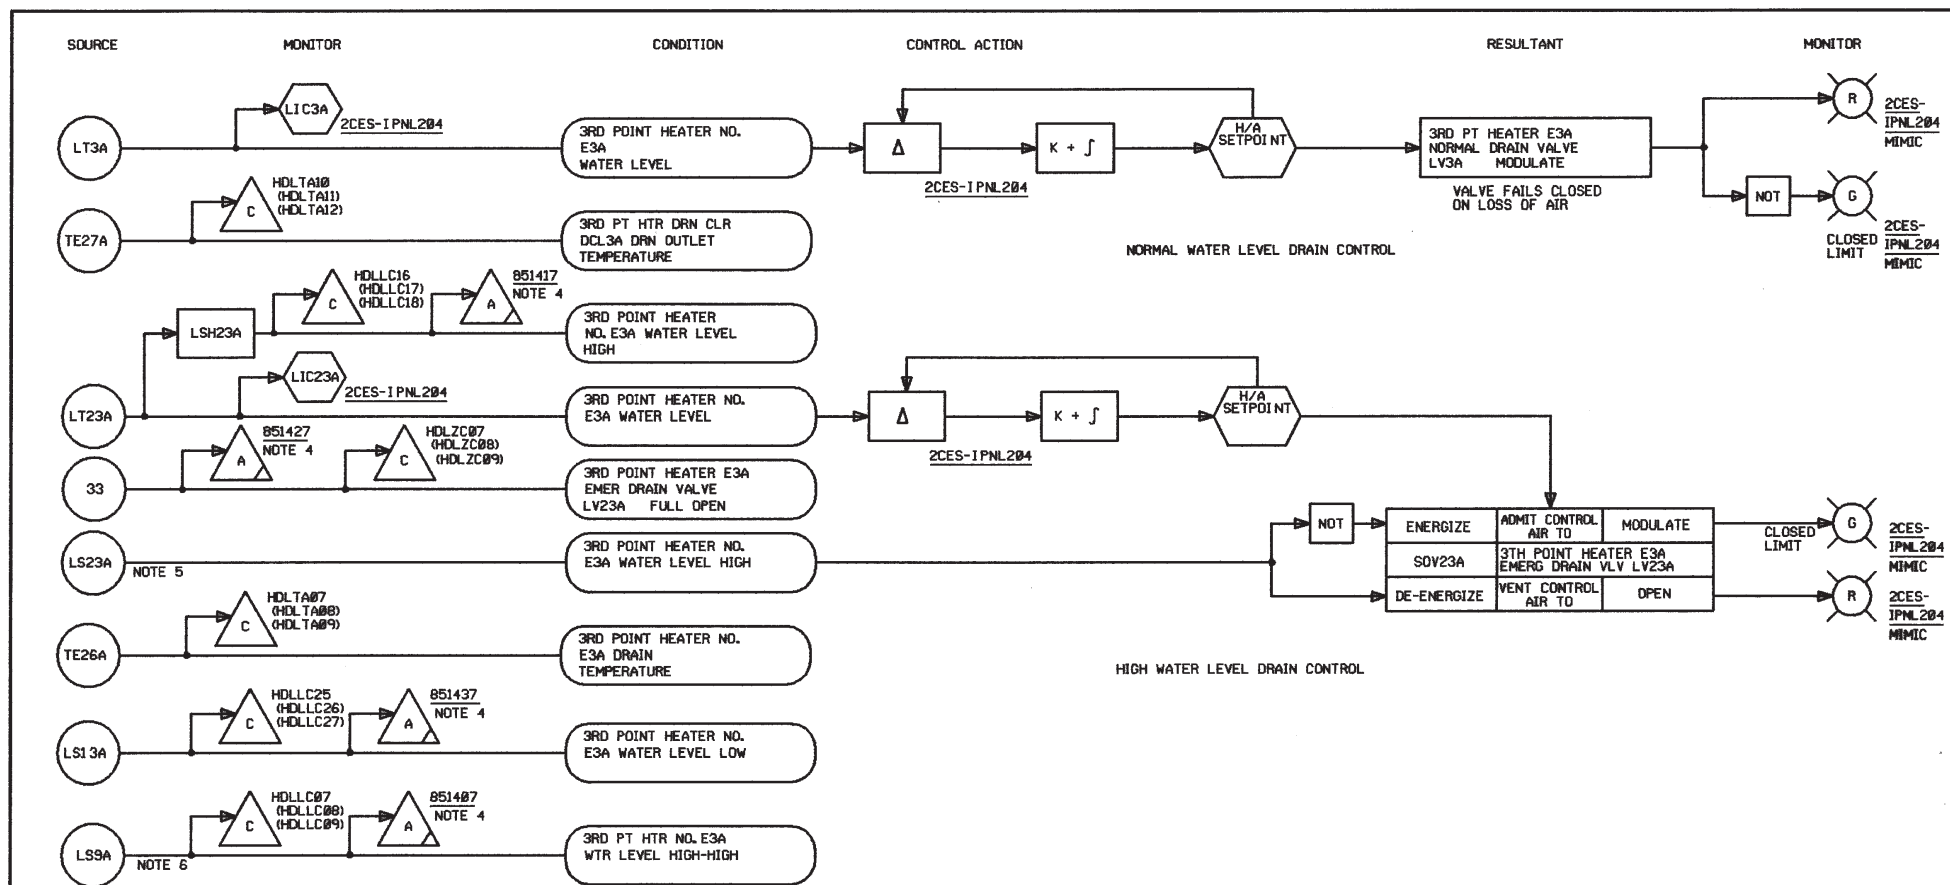 SOURCE MONITOR CONDITION CONTROL ACTION RESULTANT MONITOR
LT3A
LIC3A
2CES-IPNL204
3RD POINT HEATER NO.
E3A
WATER LEVEL
Δ
2CES-IPNL204
K + ∫
H/A
SETPOINT
3RD PT HEATER E3A
NORMAL DRAIN VALVE
LV3A MODULATE
VALVE FAILS CLOSED
ON LOSS OF AIR
R
2CES-
IPNL204
MIMIC
NOT
G
CLOSED
LIMIT
2CES-
IPNL204
MIMIC
NORMAL WATER LEVEL DRAIN CONTROL
TE27A
C
HDLTA10
(HDLTA11)
(HDLTA12)
3RD PT HTR DRN CLR
DCL3A DRN OUTLET
TEMPERATURE
LSH23A
C
HDLLC16
(HDLLC17)
(HDLLC18)
A
851417
NOTE 4
3RD POINT HEATER
NO.E3A WATER LEVEL
HIGH
LT23A
LIC23A
2CES-IPNL204
3RD POINT HEATER NO.
E3A WATER LEVEL
Δ
2CES-IPNL204
K + ∫
H/A
SETPOINT
33
A
851427
NOTE 4
C
HDLZC07
(HDLZC08)
(HDLZC09)
3RD POINT HEATER E3A
EMER DRAIN VALVE
LV23A FULL OPEN
LS23A
NOTE 5
3RD POINT HEATER NO.
E3A WATER LEVEL HIGH
NOT
ENERGIZE
ADMIT CONTROL
AIR TO
MODULATE
SOV23A
3TH POINT HEATER E3A
EMERG DRAIN VLV LV23A
DE-ENERGIZE
VENT CONTROL
AIR TO
OPEN
CLOSED
LIMIT
G
2CES-
IPNL204
MIMIC
R
2CES-
IPNL204
MIMIC
TE26A
C
HDLTA07
(HDLTA08)
(HDLTA09)
3RD POINT HEATER NO.
E3A DRAIN
TEMPERATURE
HIGH WATER LEVEL DRAIN CONTROL
LS13A
C
HDLLC25
(HDLLC26)
(HDLLC27)
A
851437
NOTE 4
3RD POINT HEATER NO.
E3A WATER LEVEL LOW
LS9A
NOTE 6
C
HDLLC07
(HDLLC08)
(HDLLC09)
A
851407
NOTE 4
3RD PT HTR NO.E3A
WTR LEVEL HIGH-HIGH